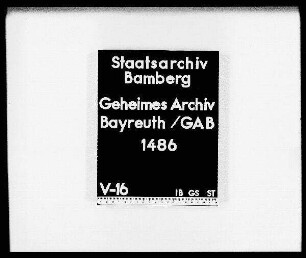 Staatsarchiv
Bamberg
Geheimes Archiv
Bayreuth /GAB
1486
V-16 IB GS ST